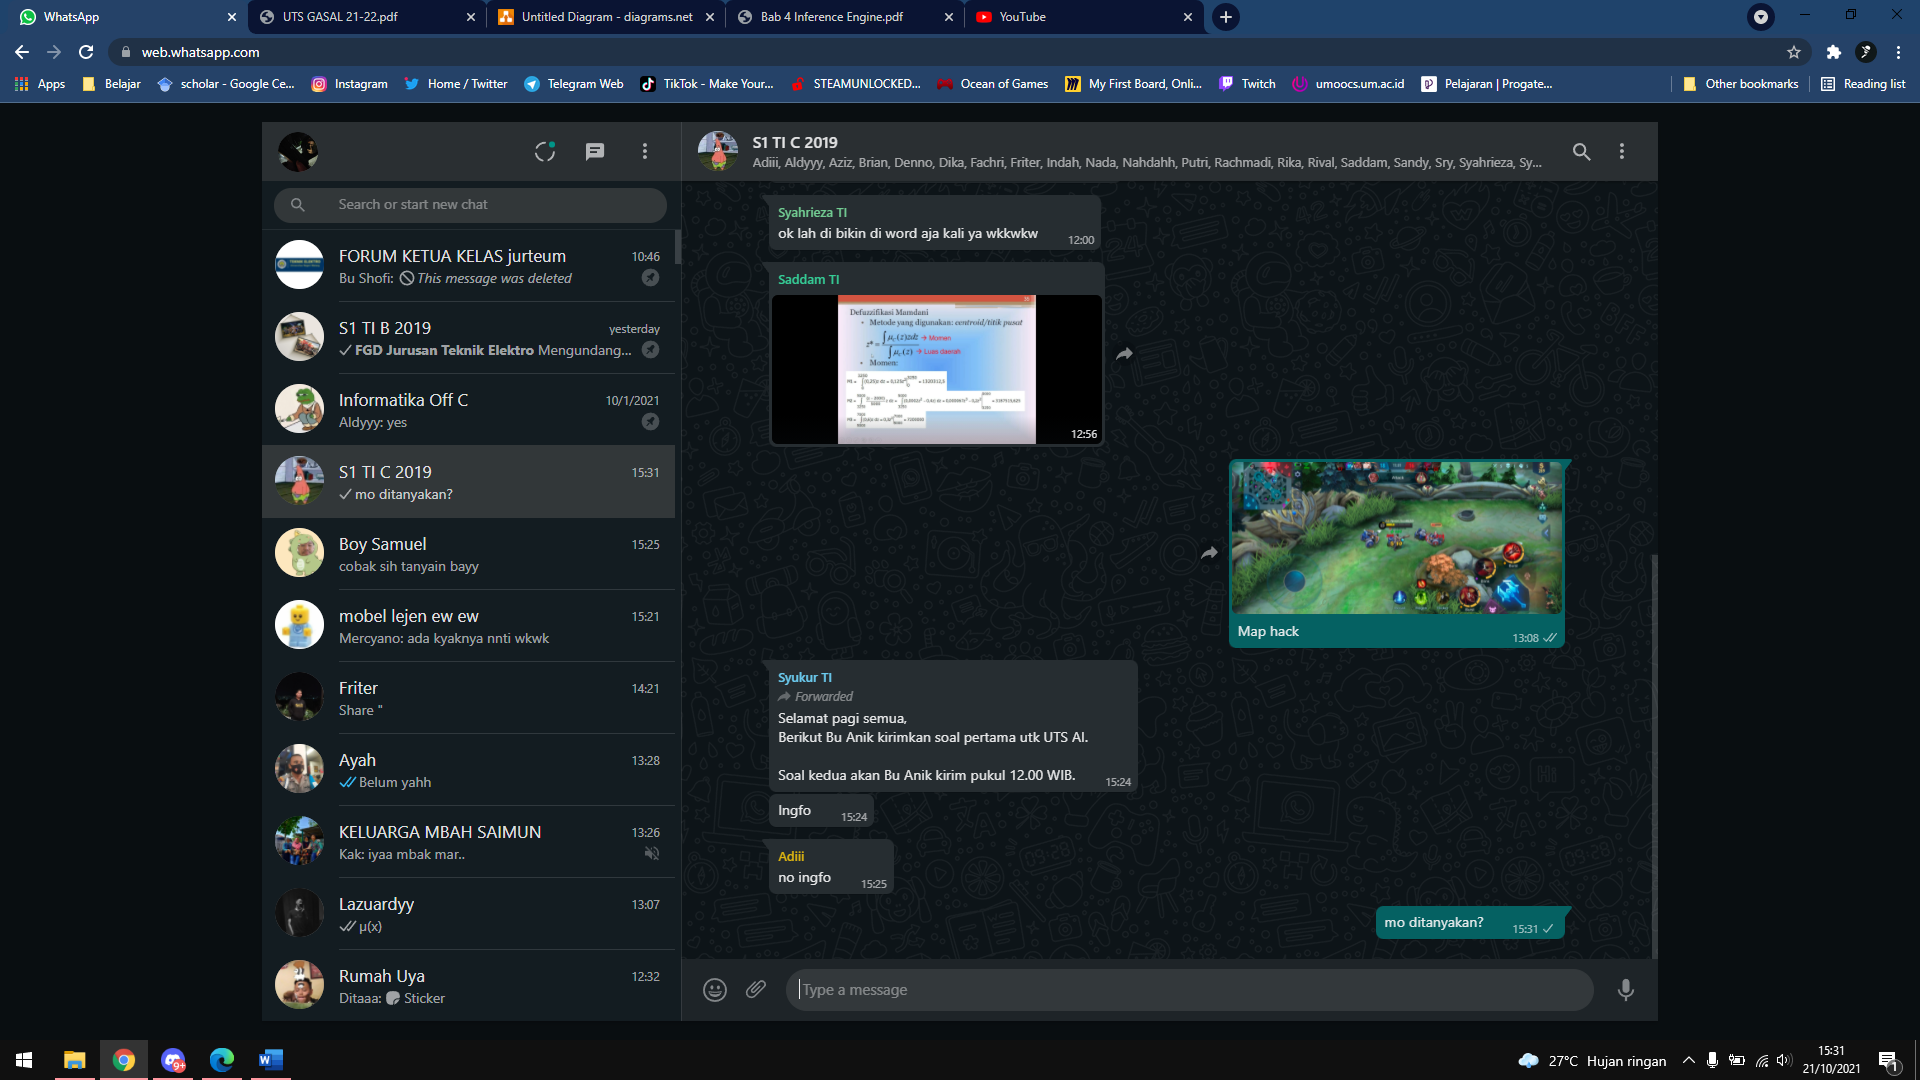 WhatsApp
UTS GASAL 21-22.pdf
Untitled Diagram - diagrams.net
Bab 4 Inference Engine.pdf
YouTube
web.whatsapp.com
Apps
Belajar
scholar - Google Ce...
Instagram
Home / Twitter
Telegram Web
TikTok - Make Your...
STEAMUNLOCKED...
Ocean of Games
My First Board, Onli...
Twitch
umoocs.um.ac.id
Pelajaran | Progate...
Other bookmarks
Reading list
Search or start new chat
FORUM KETUA KELAS jurteum 10:46
Bu Shofi: This message was deleted
S1 TI B 2019 yesterday
FGD Jurusan Teknik Elektro Mengundang...
Informatika Off C 10/1/2021
Aldyyy: yes
S1 TI C 2019 15:31
mo ditanyakan?
Boy Samuel 15:25
cobak sih tanyain bayy
mobel lejen ew ew 15:21
Mercyano: ada kyaknya nnti wkwk
Friter 14:21
Share "
Ayah 13:28
Belum yahh
KELUARGA MBAH SAIMUN 13:26
Kak: iyaa mbak mar..
Lazuardyy 13:07
μ(x)
Rumah Uya 12:32
Ditaaa: Sticker
S1 TI C 2019
Adiii, Aldyyy, Aziz, Brian, Denno, Dika, Fachri, Friter, Indah, Nada, Nahdahh, Putri, Rachmadi, Rika, Rival, Saddam, Sandy, Sry, Syahrieza, Sy...
Syahrieza TI
ok lah di bikin di word aja kali ya wkkwkw 12:00
Saddam TI
Defuzzifikasi Mamdani
• Metode yang digunakan: centroid/titik pusat
→ Momen
→ Luas daerah
• Momen:
12:56
Map hack
13:08
Syukur TI
Forwarded
Selamat pagi semua,
Berikut Bu Anik kirimkan soal pertama utk UTS AI.
Soal kedua akan Bu Anik kirim pukul 12.00 WIB. 15:24
Ingfo 15:24
Adiii
no ingfo 15:25
mo ditanyakan? 15:31
Type a message
9+
27°C Hujan ringan
15:31
21/10/2021
1